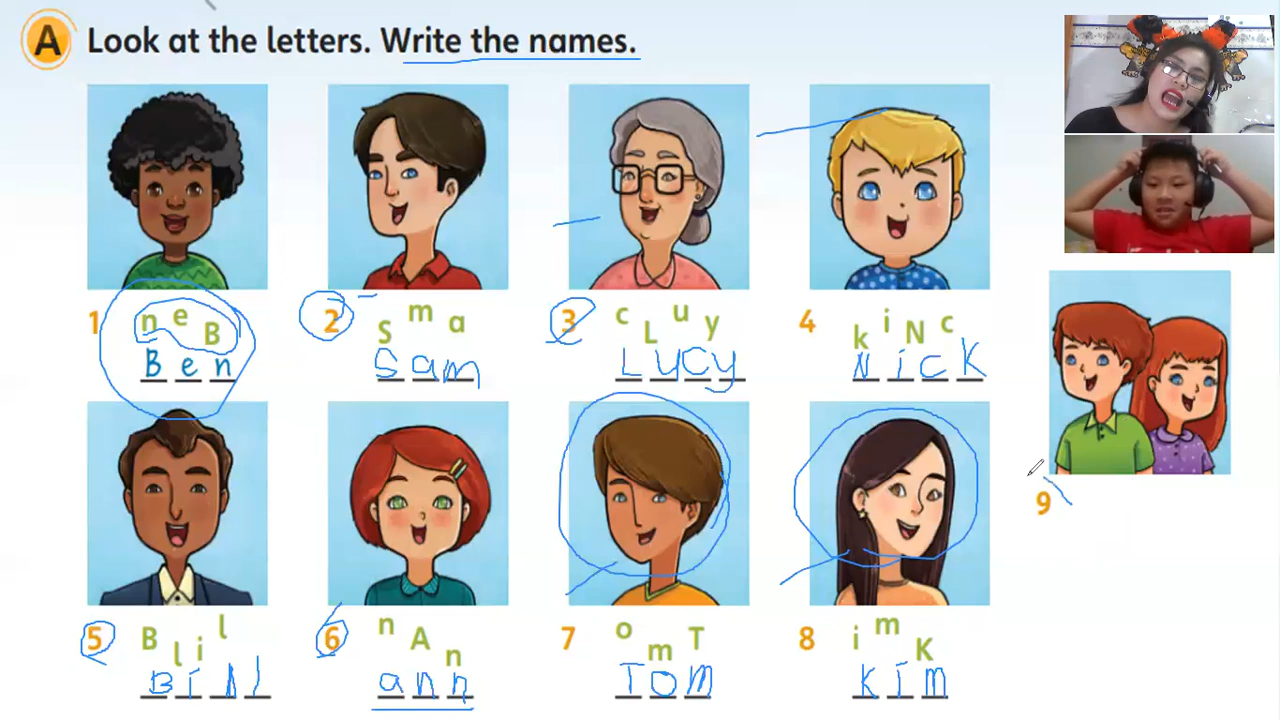 A Look at the letters. Write the names.
1 n e B 2 S m a 3 c L u y 4 k i N c
Ben Sam Lucy NicK
9
5 B l i l 6 n A n 7 o m T 8 i m K
Bill ann Tom kim